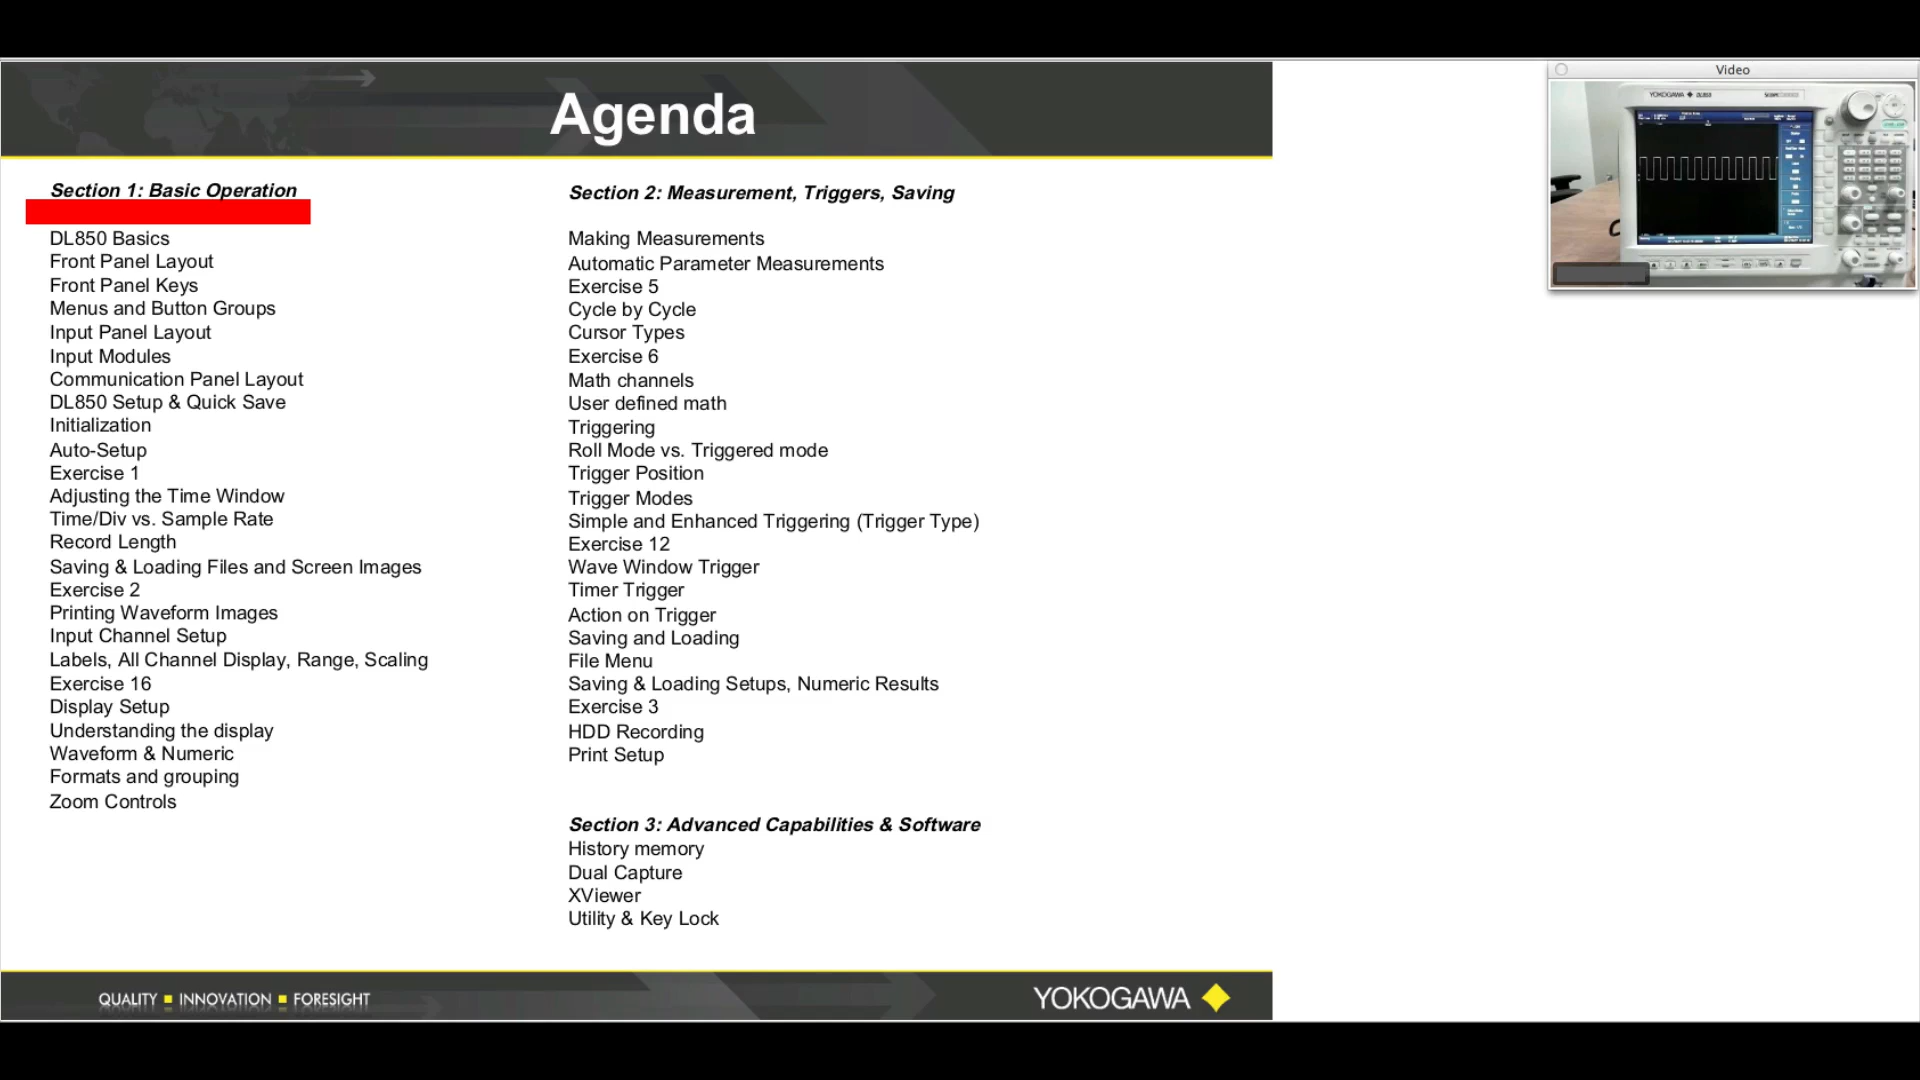 Agenda
Section 1: Basic Operation
DL850 Basics
Front Panel Layout
Front Panel Keys
Menus and Button Groups
Input Panel Layout
Input Modules
Communication Panel Layout
DL850 Setup & Quick Save
Initialization
Auto-Setup
Exercise 1
Adjusting the Time Window
Time/Div vs. Sample Rate
Record Length
Saving & Loading Files and Screen Images
Exercise 2
Printing Waveform Images
Input Channel Setup
Labels, All Channel Display, Range, Scaling
Exercise 16
Display Setup
Understanding the display
Waveform & Numeric
Formats and grouping
Zoom Controls
Section 2: Measurement, Triggers, Saving
Making Measurements
Automatic Parameter Measurements
Exercise 5
Cycle by Cycle
Cursor Types
Exercise 6
Math channels
User defined math
Triggering
Roll Mode vs. Triggered mode
Trigger Position
Trigger Modes
Simple and Enhanced Triggering (Trigger Type)
Exercise 12
Wave Window Trigger
Timer Trigger
Action on Trigger
Saving and Loading
File Menu
Saving & Loading Setups, Numeric Results
Exercise 3
HDD Recording
Print Setup
Section 3: Advanced Capabilities & Software
History memory
Dual Capture
XViewer
Utility & Key Lock
QUALITY ■ INNOVATION ■ FORESIGHT
YOKOGAWA
Video
YOKOGAWA DL850